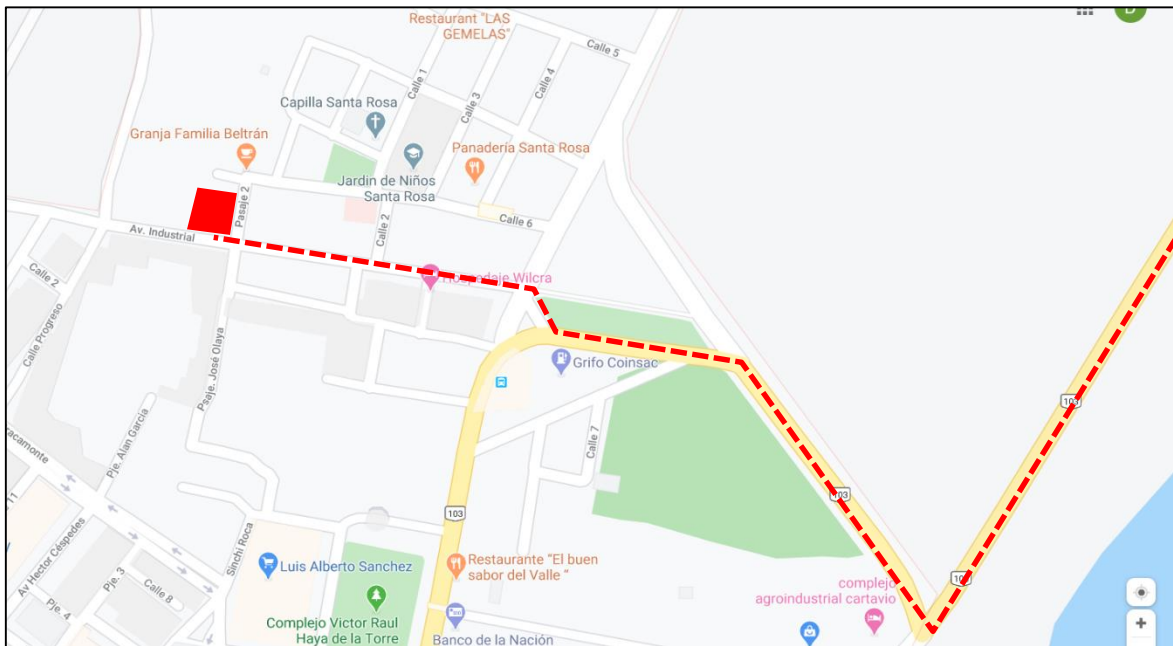 Restaurant "LAS
GEMELAS"
D
Calle 5
Calle 1
Calle 4
Calle 3
Capilla Santa Rosa
Granja Familia Beltrán
Panadería Santa Rosa
Jardin de Niños
Santa Rosa
Pasaje 2
Calle 6
Calle 2
Av. Industrial
Hospedaje Wilcra
Calle 2
Calle Progreso
Psaje. José Olaya
Grifo Coinsac
103
Pje. Alan García
Calle 7
103
103
Sinchi Roca
Av Hector Céspedes
Pje. 3
Calle 8
Pje. 4
Luis Alberto Sanchez
Restaurante "El buen
sabor del Valle "
103
complejo
agroindustrial cartavio
Complejo Victor Raul
Haya de la Torre
Banco de la Nación
+